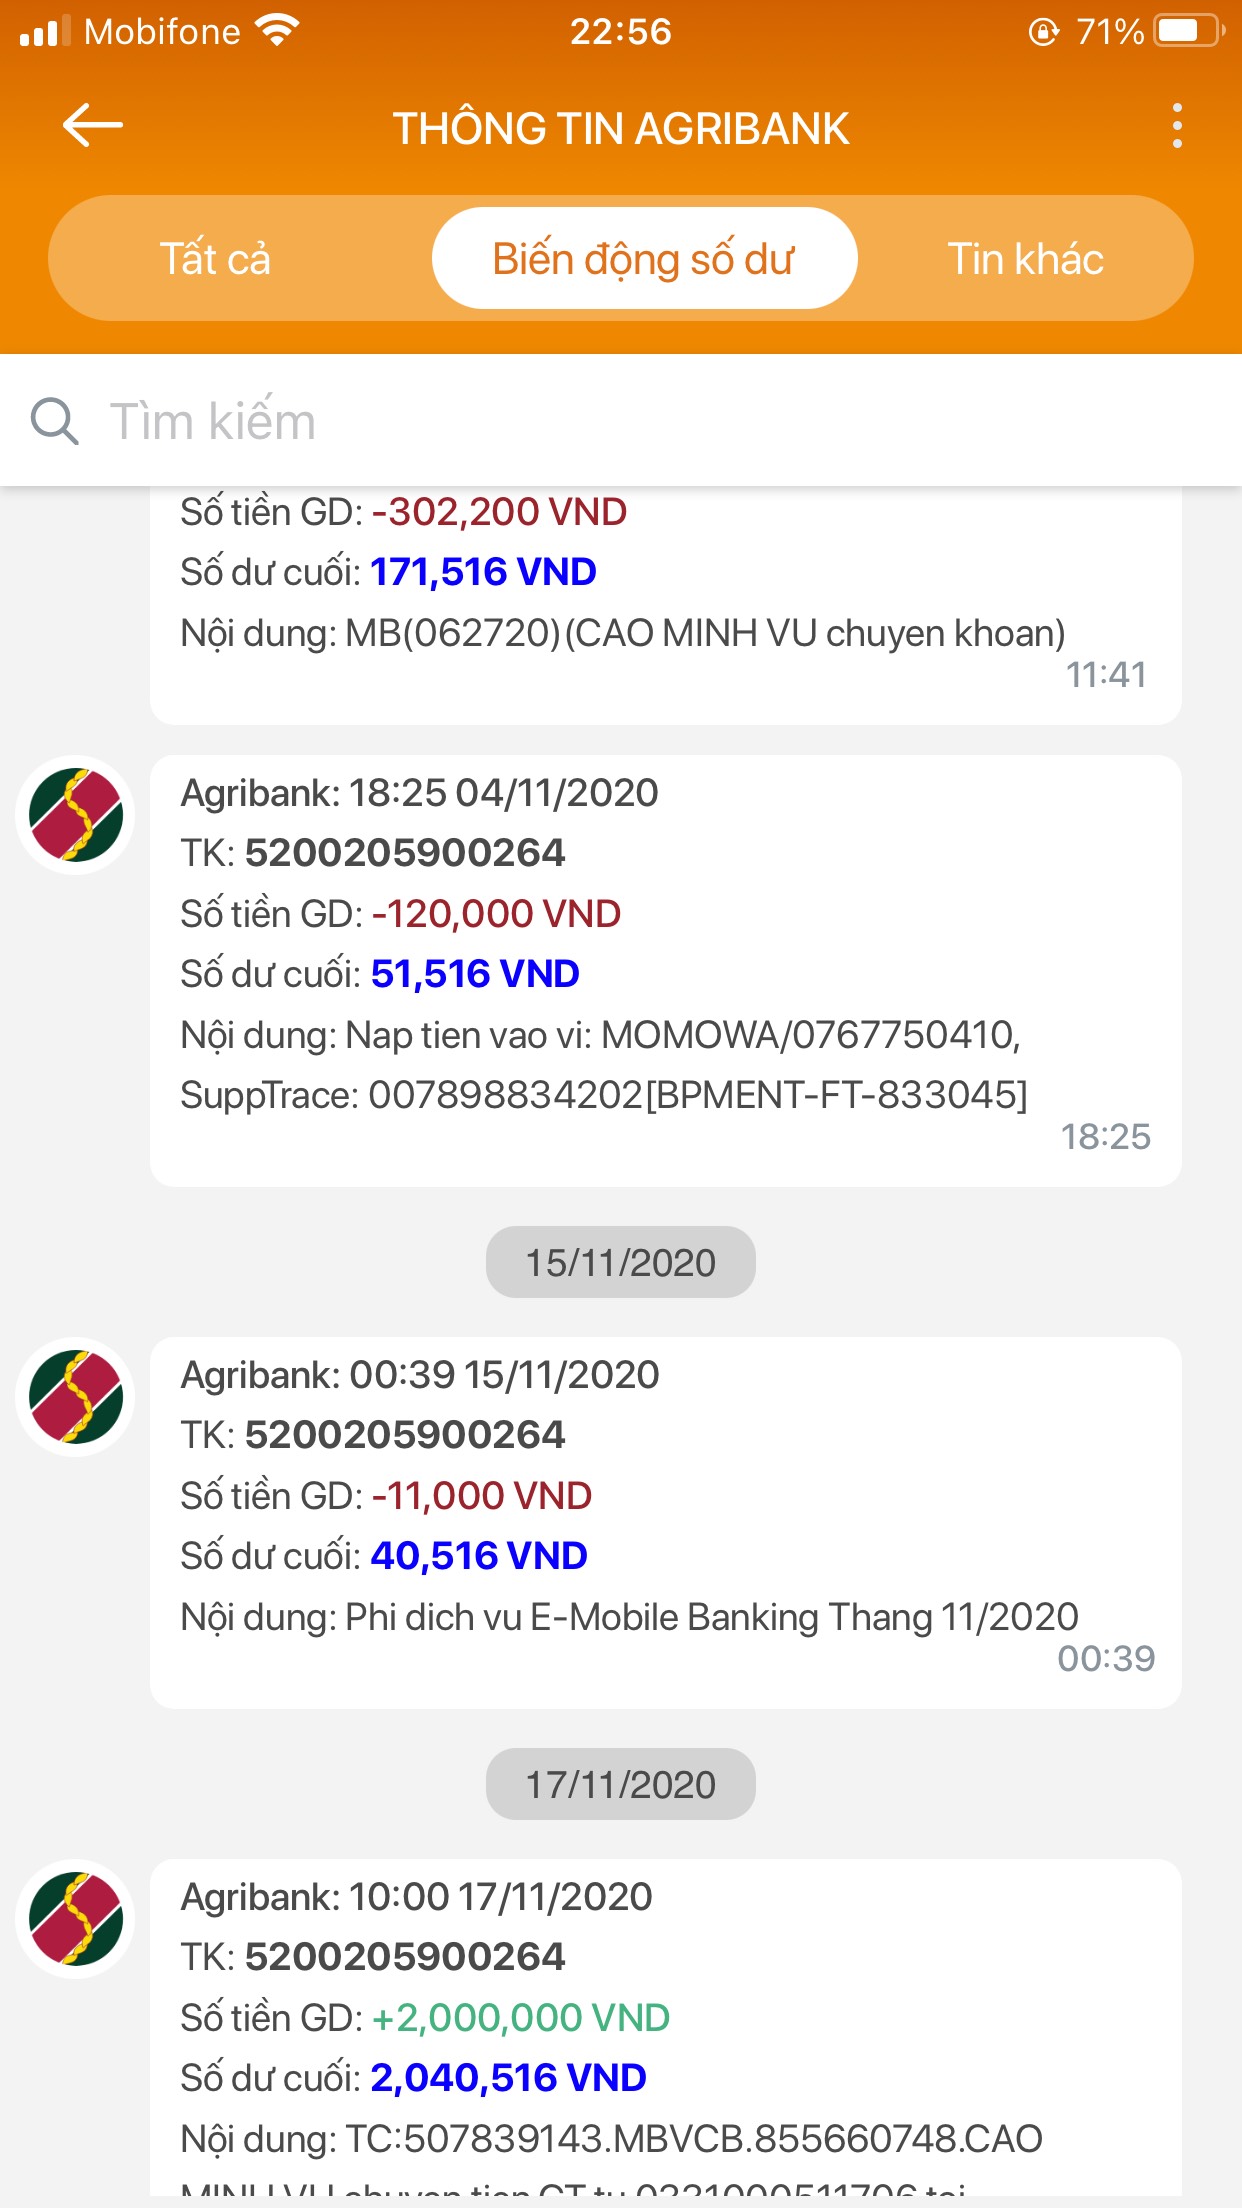 Mobifone 22:56 71%
THÔNG TIN AGRIBANK
Tất cả Biến động số dư Tin khác
Tìm kiếm
Số tiền GD: -302,200 VND
Số dư cuối: 171,516 VND
Nội dung: MB(062720)(CAO MINH VU chuyen khoan)
11:41
Agribank: 18:25 04/11/2020
TK: 5200205900264
Số tiền GD: -120,000 VND
Số dư cuối: 51,516 VND
Nội dung: Nap tien vao vi: MOMOWA/0767750410,
SuppTrace: 007898834202[BPMENT-FT-833045]
18:25
15/11/2020
Agribank: 00:39 15/11/2020
TK: 5200205900264
Số tiền GD: -11,000 VND
Số dư cuối: 40,516 VND
Nội dung: Phi dich vu E-Mobile Banking Thang 11/2020
00:39
17/11/2020
Agribank: 10:00 17/11/2020
TK: 5200205900264
Số tiền GD: +2,000,000 VND
Số dư cuối: 2,040,516 VND
Nội dung: TC:507839143.MBVCB.855660748.CAO
MINH VU chuyen tien CT tu